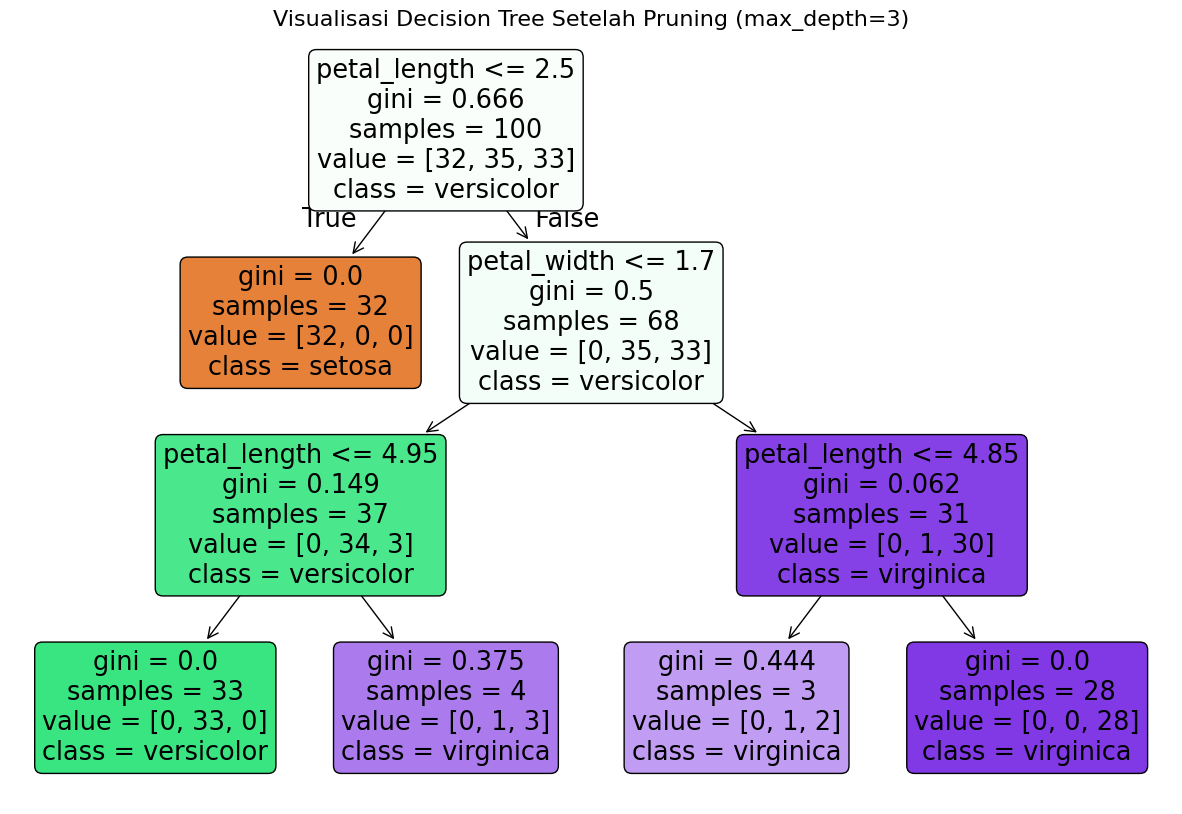 Visualisasi Decision Tree Setelah Pruning (max_depth=3)
petal_length <= 2.5
gini = 0.666
samples = 100
value = [32, 35, 33]
class = versicolor
True
False
gini = 0.0
samples = 32
value = [32, 0, 0]
class = setosa
petal_width <= 1.7
gini = 0.5
samples = 68
value = [0, 35, 33]
class = versicolor
petal_length <= 4.95
gini = 0.149
samples = 37
value = [0, 34, 3]
class = versicolor
petal_length <= 4.85
gini = 0.062
samples = 31
value = [0, 1, 30]
class = virginica
gini = 0.0
samples = 33
value = [0, 33, 0]
class = versicolor
gini = 0.375
samples = 4
value = [0, 1, 3]
class = virginica
gini = 0.444
samples = 3
value = [0, 1, 2]
class = virginica
gini = 0.0
samples = 28
value = [0, 0, 28]
class = virginica